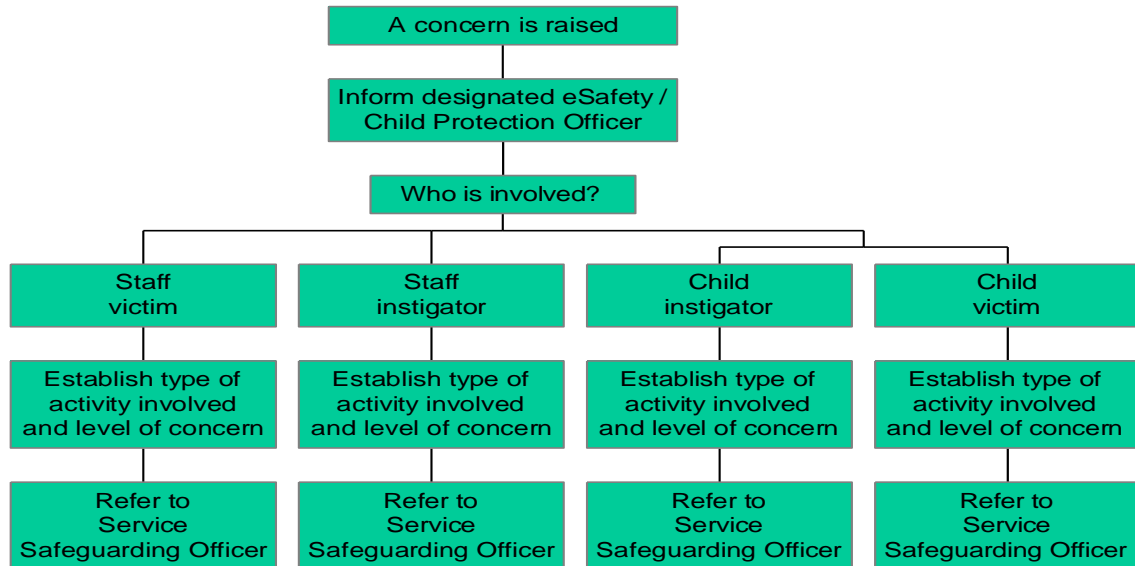 A concern is raised
Inform designated eSafety /
Child Protection Officer
Who is involved?
Staff
victim
Staff
instigator
Child
instigator
Child
victim
Establish type of
activity involved
and level of concern
Establish type of
activity involved
and level of concern
Establish type of
activity involved
and level of concern
Establish type of
activity involved
and level of concern
Refer to
Service
Safeguarding Officer
Refer to
Service
Safeguarding Officer
Refer to
Service
Safeguarding Officer
Refer to
Service
Safeguarding Officer